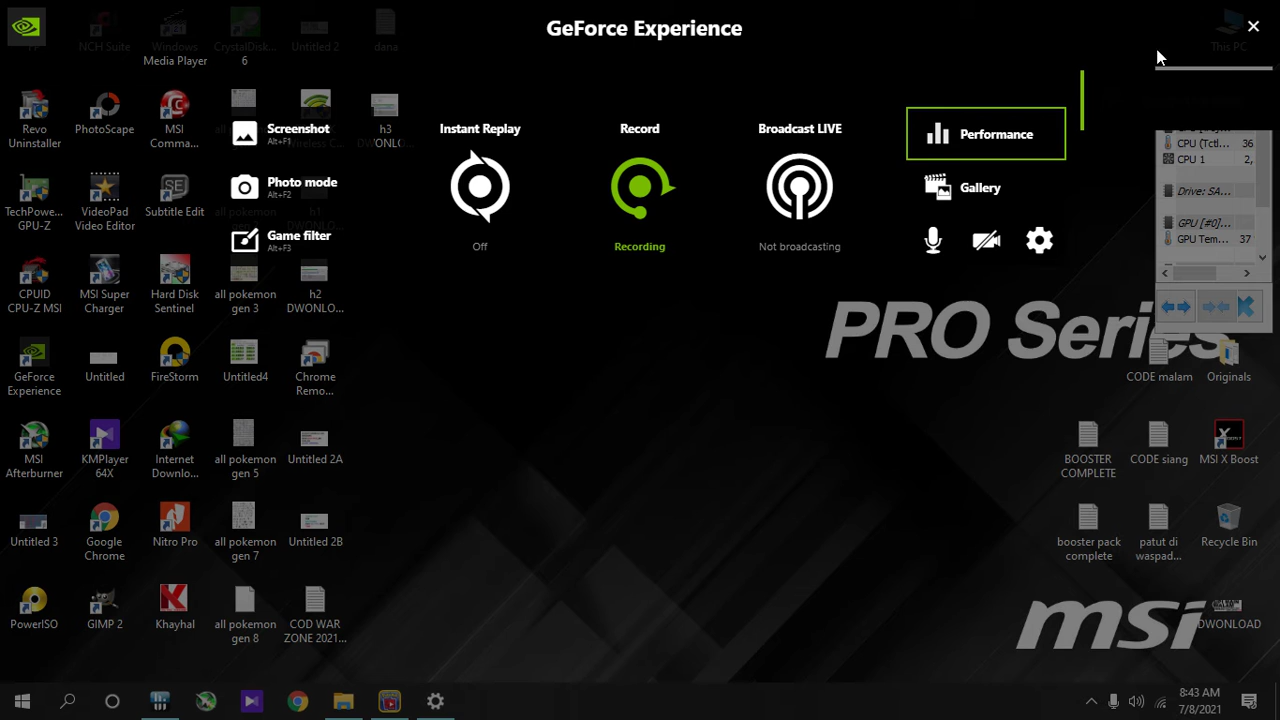 GeForce Experience
TP
NCH Suite
Windows
Media Player
CrystalDisk...
6
Untitled 2
dane
This PC
Revo
Uninstaller
PhotoScape
MSI
Comma...
h3
DWONLO...
Screenshot
Alt+F1
Photo mode
Alt+F2
Game filter
Alt+F3
Instant Replay
Off
Record
Recording
Broadcast LIVE
Not broadcasting
Performance
Gallery
CPU (Tctl... 36
CPU 1 2,
Drive: SA...
GPU [#0]...
GPU Tem... 37
TechPowe...
GPU-Z
VideoPad
Video Editor
Subtitle Edit
CPUID
CPU-Z MSI
MSI Super
Charger
Hard Disk
Sentinel
all pokemon
gen 3
h2
DWONLO...
PRO Series
GeForce
Experience
Untitled
FireStorm
Untitled4
Chrome
Remo...
CODE malam
Originals
MSI
Afterburner
KMPlayer
64X
Internet
Downlo...
all pokemon
gen 5
Untitled 2A
BOOSTER
COMPLETE
CODE siang
MSI X Boost
Untitled 3
Google
Chrome
Nitro Pro
all pokemon
gen 7
Untitled 2B
booster pack
complete
patut di
waspad...
Recycle Bin
PowerISO
GIMP 2
Khayhal
all pokemon
gen 8
COD WAR
ZONE 2021...
msi
DWONLOAD
8:43 AM
7/8/2021